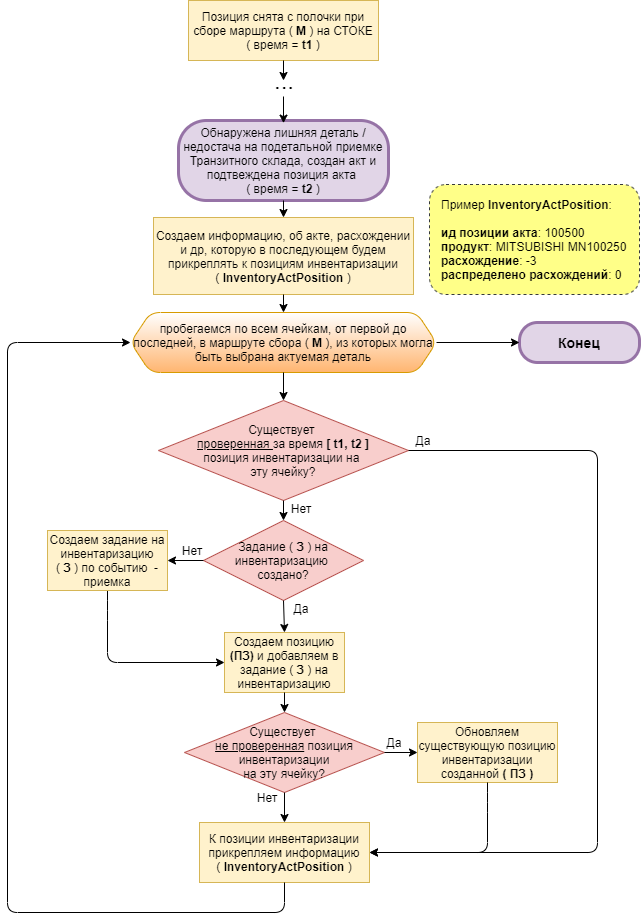 Позиция снята с полочки при
сборе маршрута ( М ) на СТОКЕ
( время = t1 )
...
Обнаружена лишняя деталь /
недостача на подетальной приемке
Транзитного склада, создан акт и
подтвеждена позиция акта
( время = t2 )
Создаем информацию, об акте, расхождении
и др, которую в последующем будем
прикреплять к позициям инвентаризации
( InventoryActPosition )
Пример InventoryActPosition:
ид позиции акта: 100500
продукт: MITSUBISHI MN100250
расхождение: -3
распределено расхождений: 0
пробегаемся по всем ячейкам, от первой до
последней, в маршруте сбора ( М ), из которых могла
быть выбрана актуемая деталь
Конец
Существует
проверенная за время [ t1, t2 ]
позиция инвентаризации на
эту ячейку?
Да
Нет
Задание ( З ) на
инвентаризацию
создано?
Нет
Создаем задание на
инвентаризацию
( З ) по событию -
приемка
Да
Создаем позицию
(ПЗ) и добавляем в
задание ( З ) на
инвентаризацию
Существует
не проверенная позиция
инвентаризации
на эту ячейку?
Да
Обновляем
существующую позицию
инвентаризации
созданной ( ПЗ )
Нет
К позиции инвентаризации
прикрепляем информацию
( InventoryActPosition )